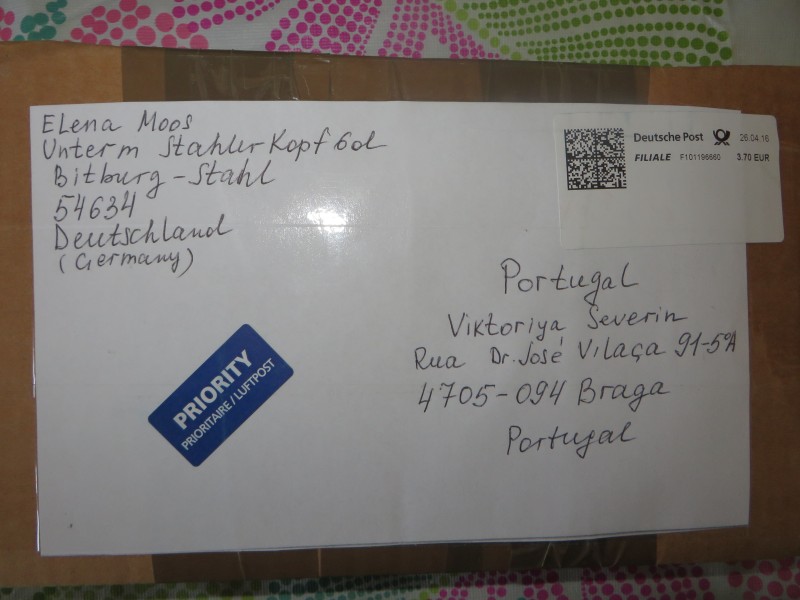 Elena Moos
Unterm Stahler Kopf 6d
Bitburg-Stahl
54634
Deutschland
(Germany)
Deutsche Post 26.04.16
FILIALE F101196660 3.70 EUR
Portugal
Viktoriya Severin
Rua Dr. José Vilaça 91-5ºA
4705-094 Braga
Portugal
PRIORITY
PRIORITAIRE / LUFTPOST